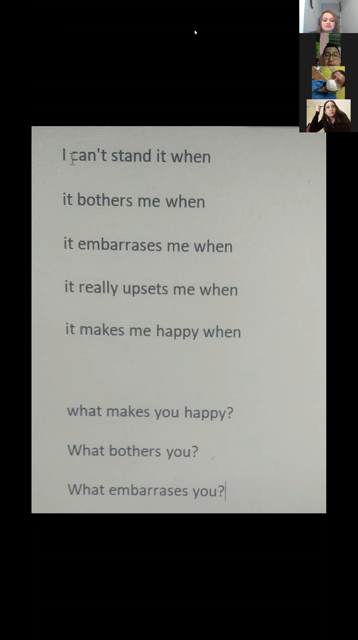 I can't stand it when
it bothers me when
it embarrases me when
it really upsets me when
it makes me happy when
what makes you happy?
What bothers you?
What embarrases you?